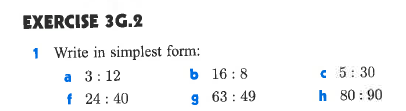 EXERCISE 3G.2
1 Write in simplest form:
a 3 : 12 b 16 : 8 c 5 : 30
f 24 : 40 g 63 : 49 h 80 : 90